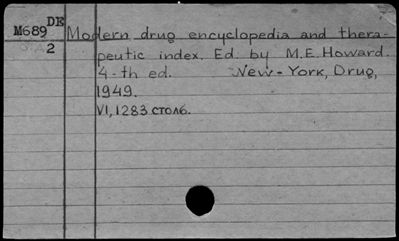 M689 DE
2
Modern drug encyclopedia and thera-
peutic index. Ed. by M.E. Howard.
4-th ed. New-York, Drug,
1949.
VI, 1283 столб.